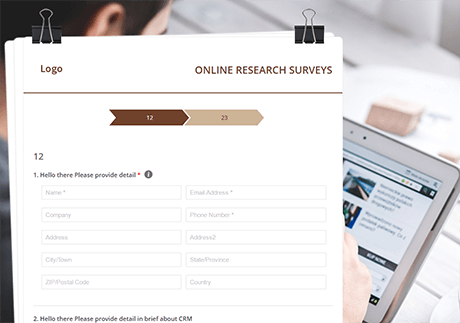 Logo
ONLINE RESEARCH SURVEYS
12
23
12
1. Hello there Please provide detail *
Name *
Email Address *
Company
Phone Number *
Address
Address2
City/Town
State/Province
ZIP/Postal Code
Country
2. Hello there Please provide detail in brief about CRM